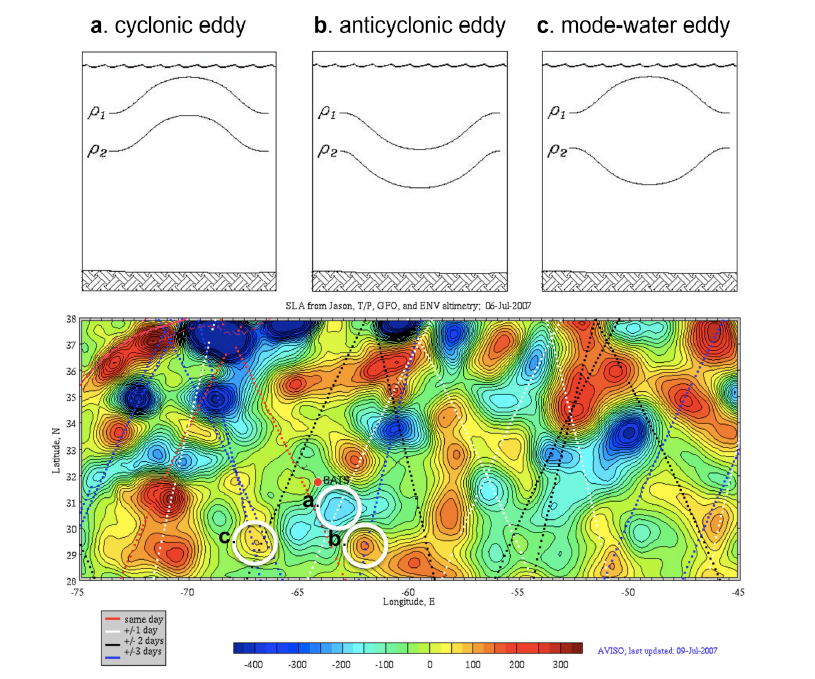 a. cyclonic eddy b. anticyclonic eddy c. mode-water eddy
ρ1 ρ1 ρ1
ρ2 ρ2 ρ2
SLA from Jason, T/P, GFO, and ENV altimetry; 06-Jul-2007
38
37
36
35
34
33
32
31
30
29
28
Latitude, N
BATS
a.
b.
c.
-75 -70 -65 -60 -55 -50 -45
Longitude, E
same day
+/-1 day
+/- 2 days
+/-3 days
-400 -300 -200 -100 0 100 200 300
AVISO; last updated: 09-Jul-2007